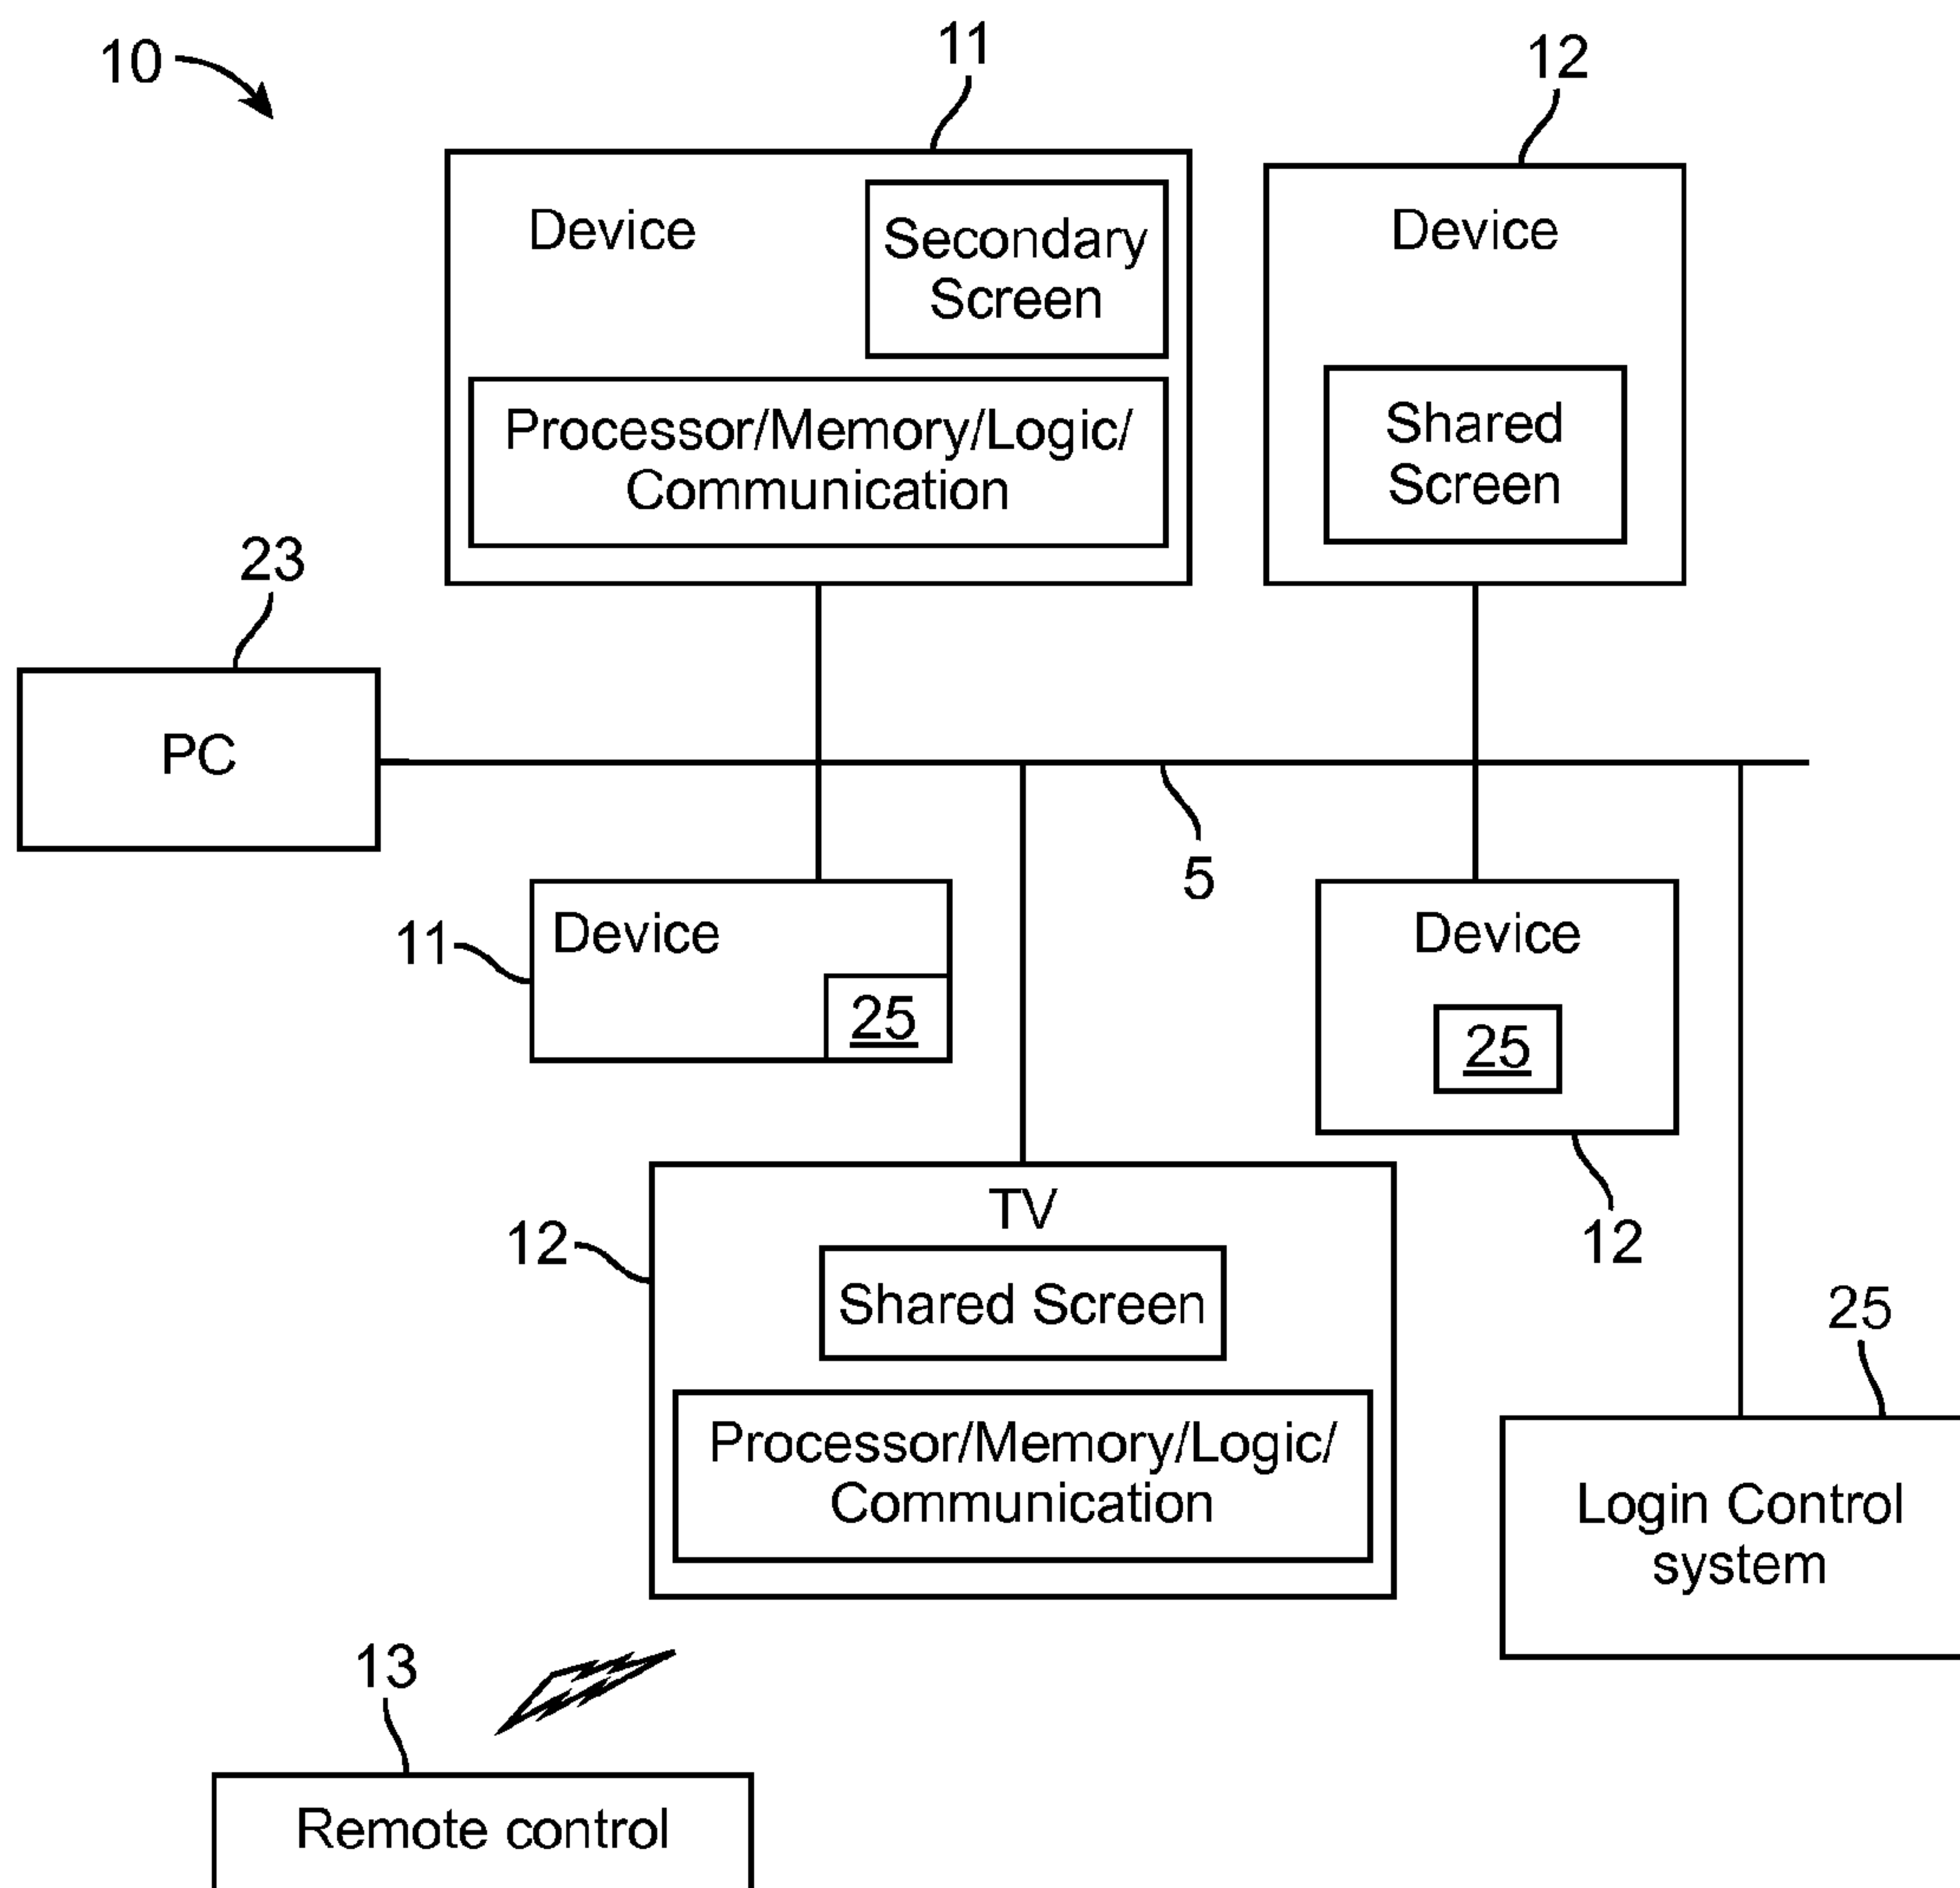 10
11
12
Device
Secondary
Screen
Processor/Memory/Logic/
Communication
Device
Shared
Screen
23
PC
5
11
Device
25
Device
25
12
12
TV
Shared Screen
Processor/Memory/Logic/
Communication
25
Login Control
system
13
Remote control